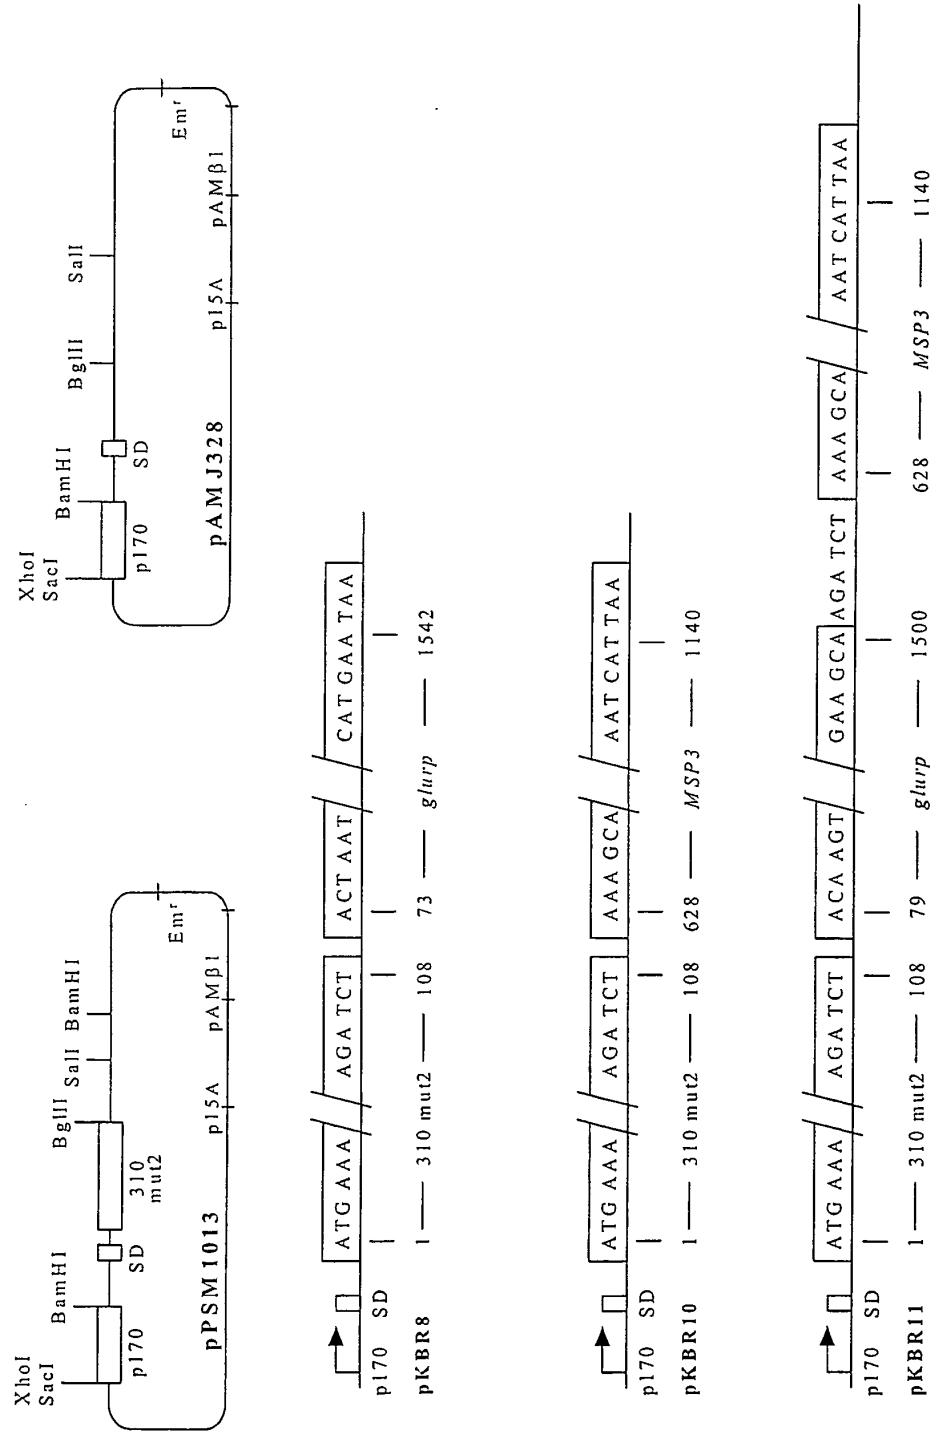 XhoI
SacI
BamHI
BglII
SalI
BamHI
p170
SD
310
mut2
Emr
p15A
pAMβ1
pPSM1013
XhoI
SacI
BamHI
BglII
SalI
p170
SD
Emr
p15A
pAMβ1
pAMJ328
ATG AAA AGA TCT ACT AAT CAT GAA TAA
p170 SD
pKBR8 1 — 310 mut2 — 108 73 — glurp — 1542
ATG AAA AGA TCT AAA GCA AAT CAT TAA
p170 SD
pKBR10 1 — 310 mut2 — 108 628 — MSP3 — 1140
ATG AAA AGA TCT ACA AGT GAA GCA AGA TCT AAA GCA AAT CAT TAA
p170 SD
pKBR11 1 — 310 mut2 — 108 79 — glurp — 1500 628 — MSP3 — 1140